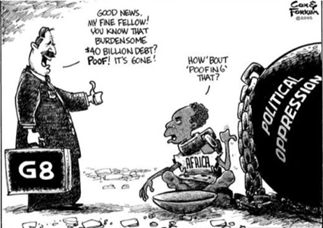 GOOD NEWS,
MY FINE FELLOW!
YOU KNOW THAT
BURDENSOME
$40 BILLION DEBT?
POOF! IT'S GONE!
HOW 'BOUT
"POOFING"
THAT?
COX &
FORKUM
©2005
G8
AFRICA
POLITICAL
OPPRESSION